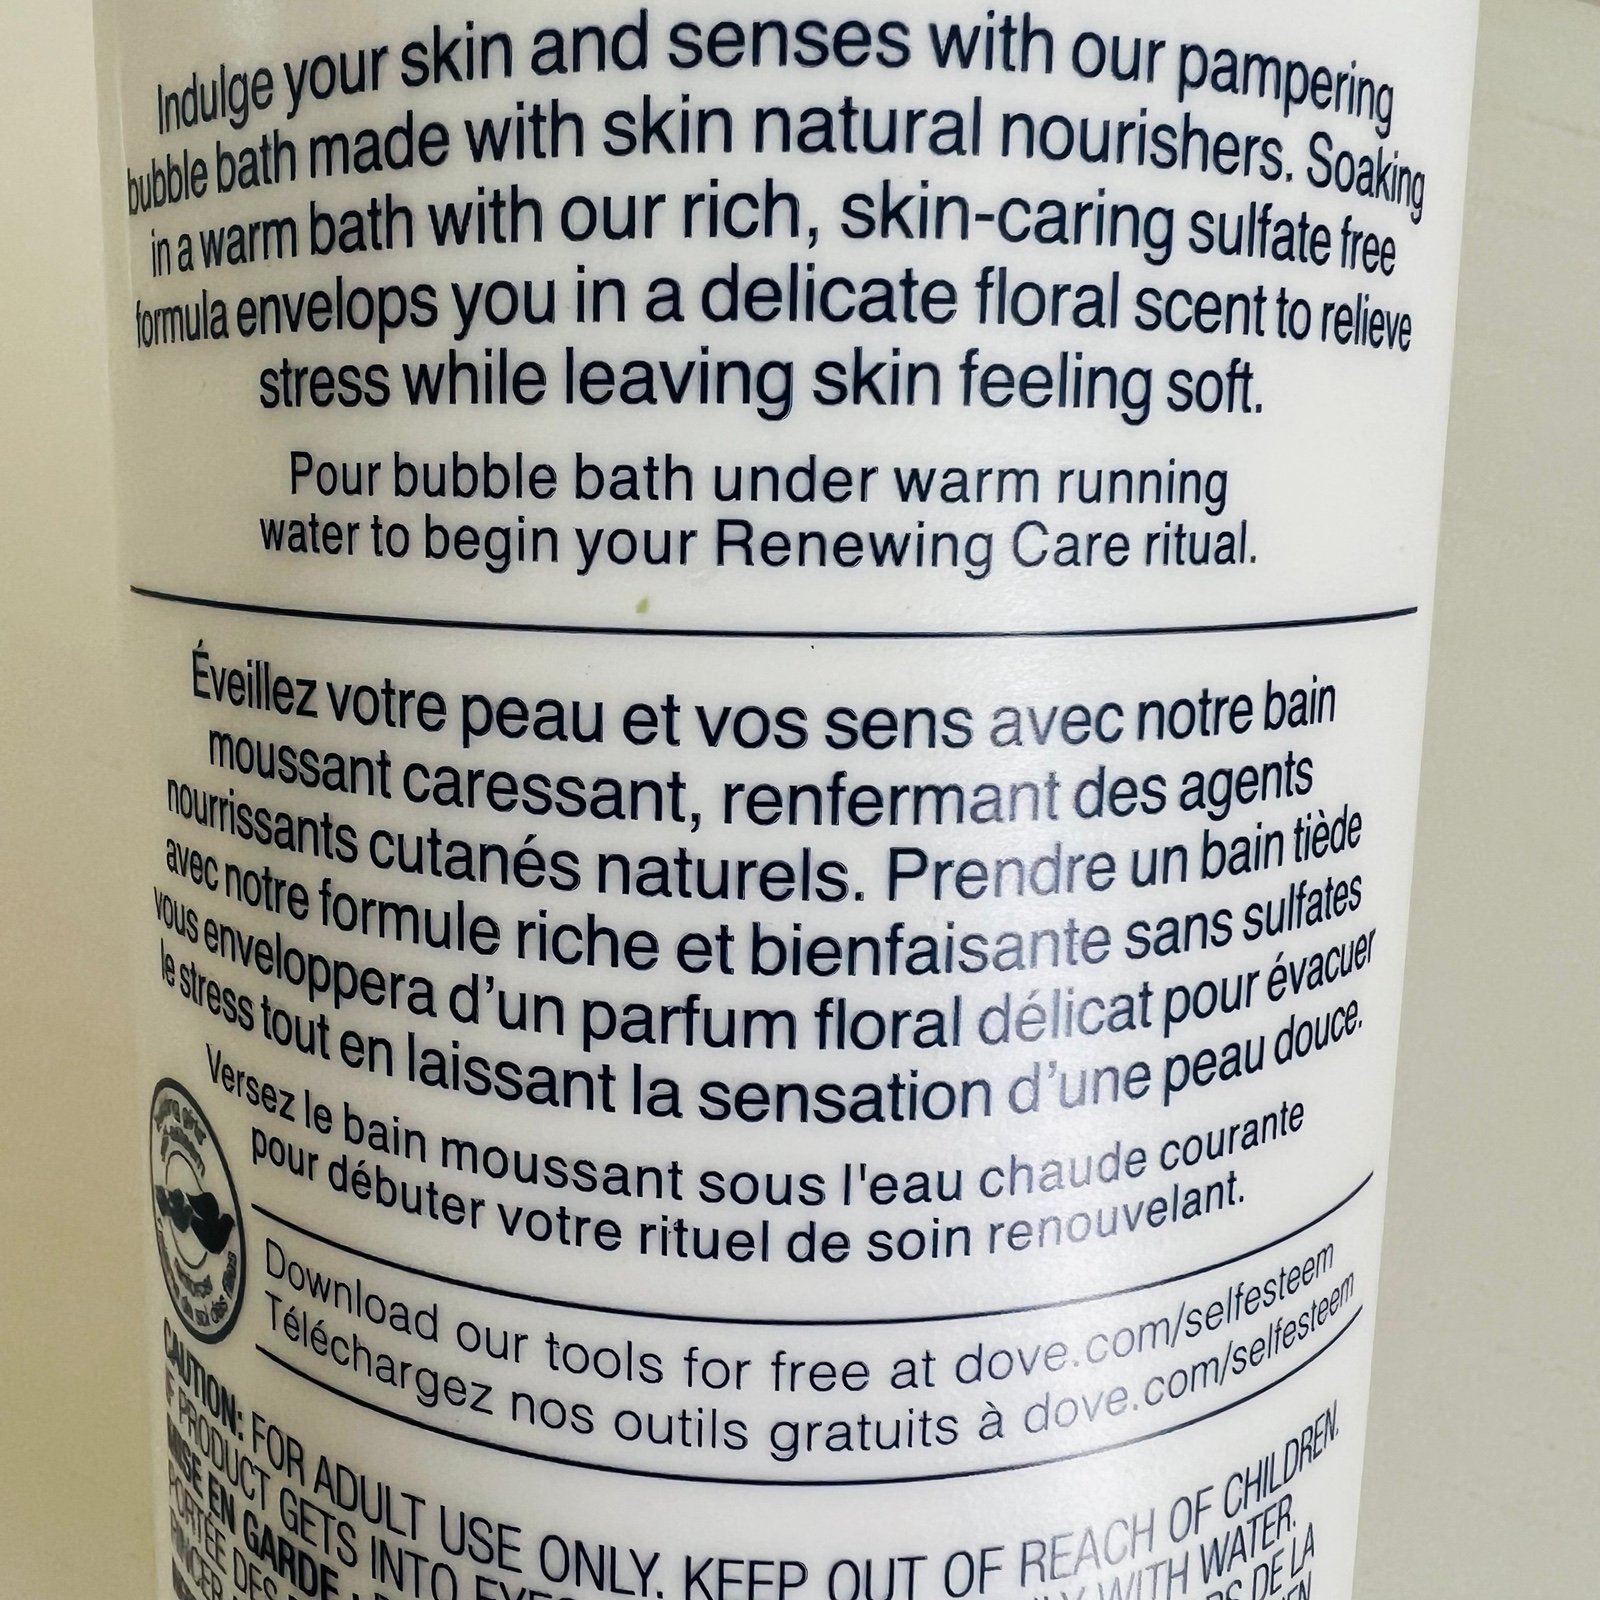 Indulge your skin and senses with our pampering
bubble bath made with skin natural nourishers. Soaking
in a warm bath with our rich, skin-caring sulfate free
formula envelops you in a delicate floral scent to relieve
stress while leaving skin feeling soft.
Pour bubble bath under warm running
water to begin your Renewing Care ritual.
Éveillez votre peau et vos sens avec notre bain
moussant caressant, renfermant des agents
nourrissants cutanés naturels. Prendre un bain tiède
avec notre formule riche et bienfaisante sans sulfates
vous enveloppera d'un parfum floral délicat pour évacuer
le stress tout en laissant la sensation d'une peau douce.
Versez le bain moussant sous l'eau chaude courante
pour débuter votre rituel de soin renouvelant.
Download our tools for free at dove.com/selfesteem
Téléchargez nos outils gratuits à dove.com/selfesteem
CAUTION: FOR ADULT USE ONLY. KEEP OUT OF REACH OF CHILDREN.
IF PRODUCT GETS INTO WITH WATER.
MISE EN GARDE : DE LA
PORTÉE DES